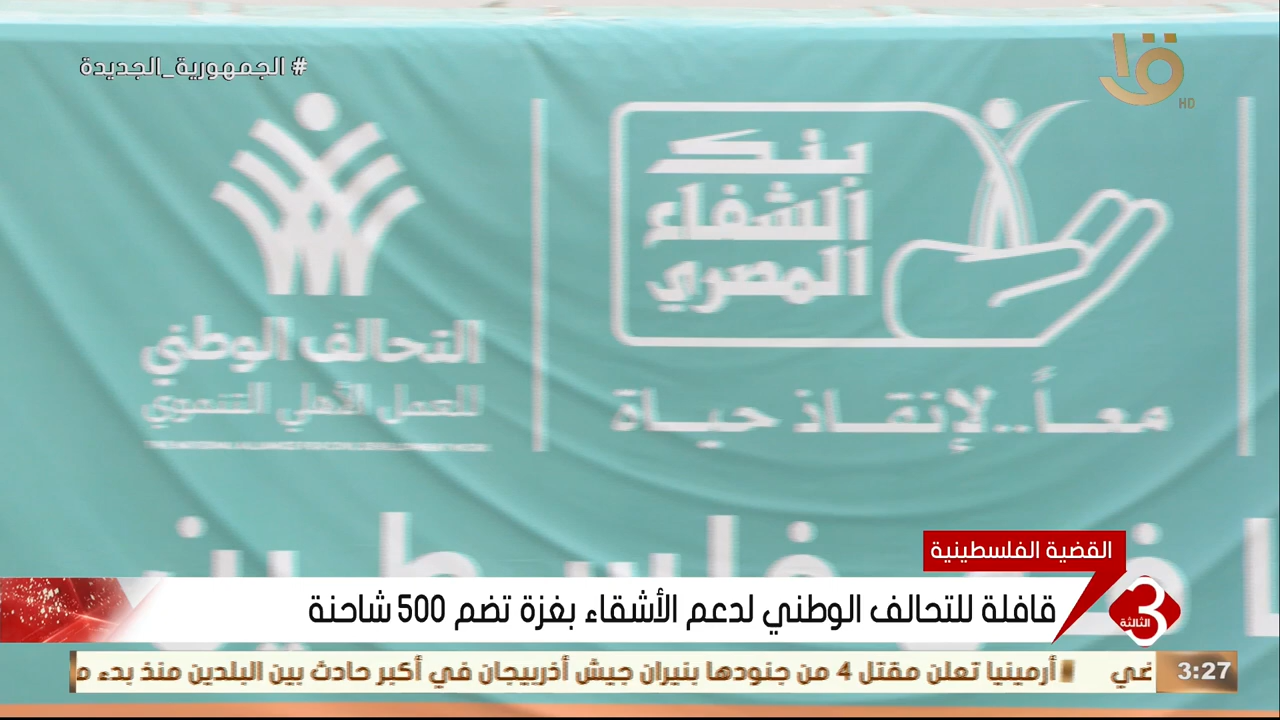 # الجمهورية_الجديدة
HD
بنك
الشفاء
المصري
معاً..لإنقاذ حياة
التحالف الوطني
للعمل الأهلي التنموي
فلسطين
القضية الفلسطينية
قافلة للتحالف الوطني لدعم الأشقاء بغزة تضم 500 شاحنة
3
الثالثة
3:27
ضي
أرمينيا تعلن مقتل 4 من جنودها بنيران جيش أذربيجان في أكبر حادث بين البلدين منذ بدء م